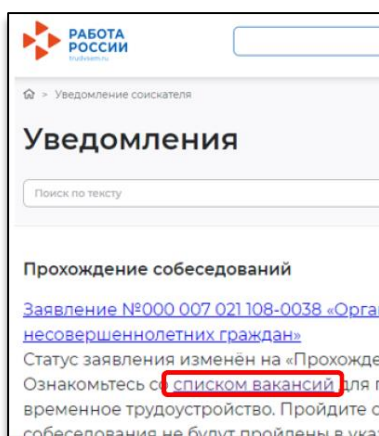 РАБОТА
РОССИИ
trudvsem.ru
> Уведомление соискателя
Уведомления
Поиск по тексту
Прохождение собеседований
Заявление №000 007 021 108-0038 «Орга
несовершеннолетних граждан»
Статус заявления изменён на «Прохожде
Ознакомьтесь со списком вакансий для п
временное трудоустройство. Пройдите с
собеседования не будут пройдены в ука